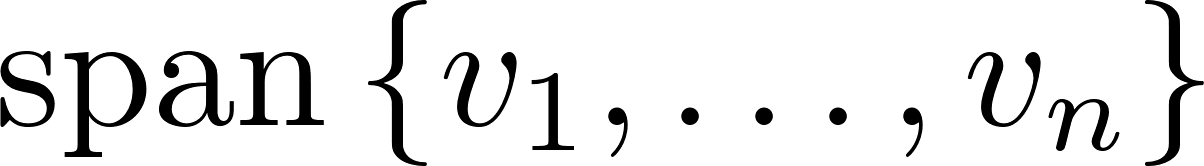 span {v₁, . . . , vₙ}